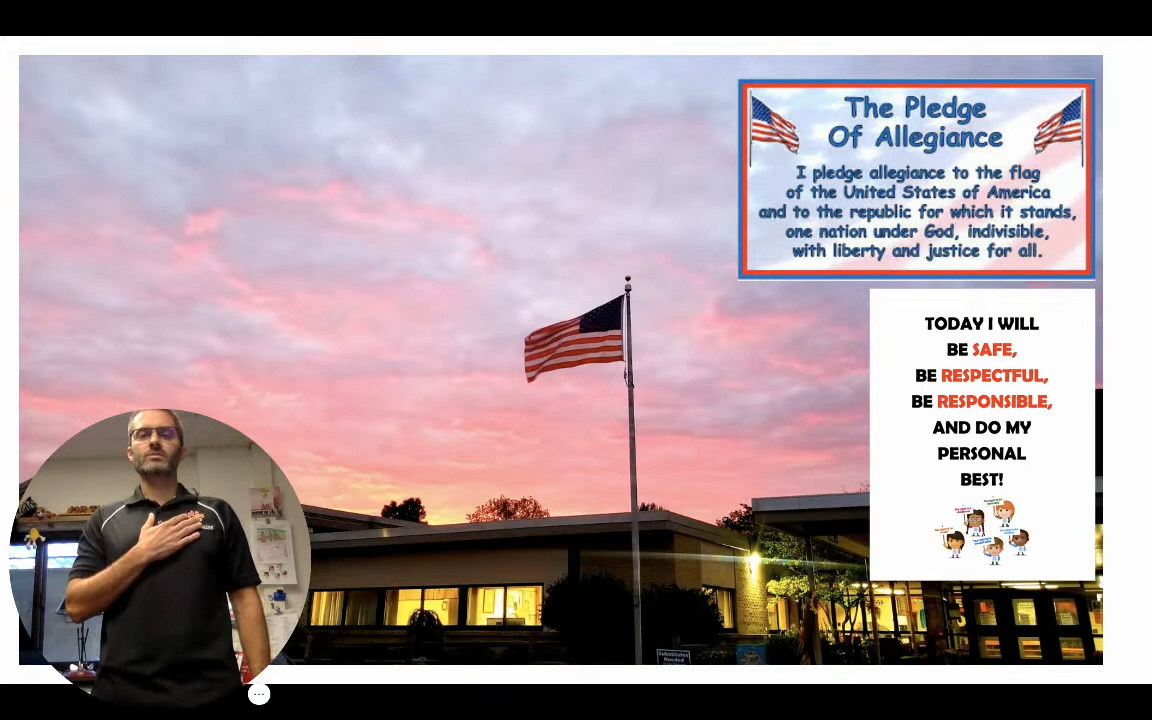 The Pledge
Of Allegiance
I pledge allegiance to the flag
of the United States of America
and to the republic for which it stands,
one nation under God, indivisible,
with liberty and justice for all.
TODAY I WILL
BE SAFE,
BE RESPECTFUL,
BE RESPONSIBLE,
AND DO MY
PERSONAL
BEST!
Substitutes
Needed